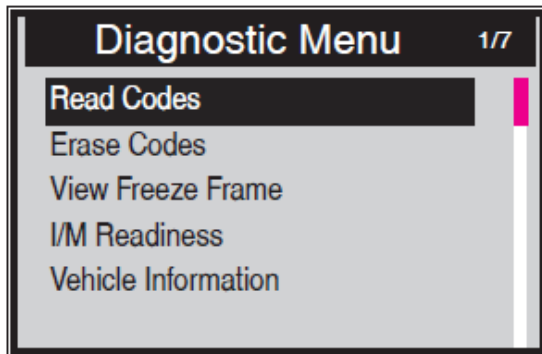 Diagnostic Menu 1/7
Read Codes
Erase Codes
View Freeze Frame
I/M Readiness
Vehicle Information